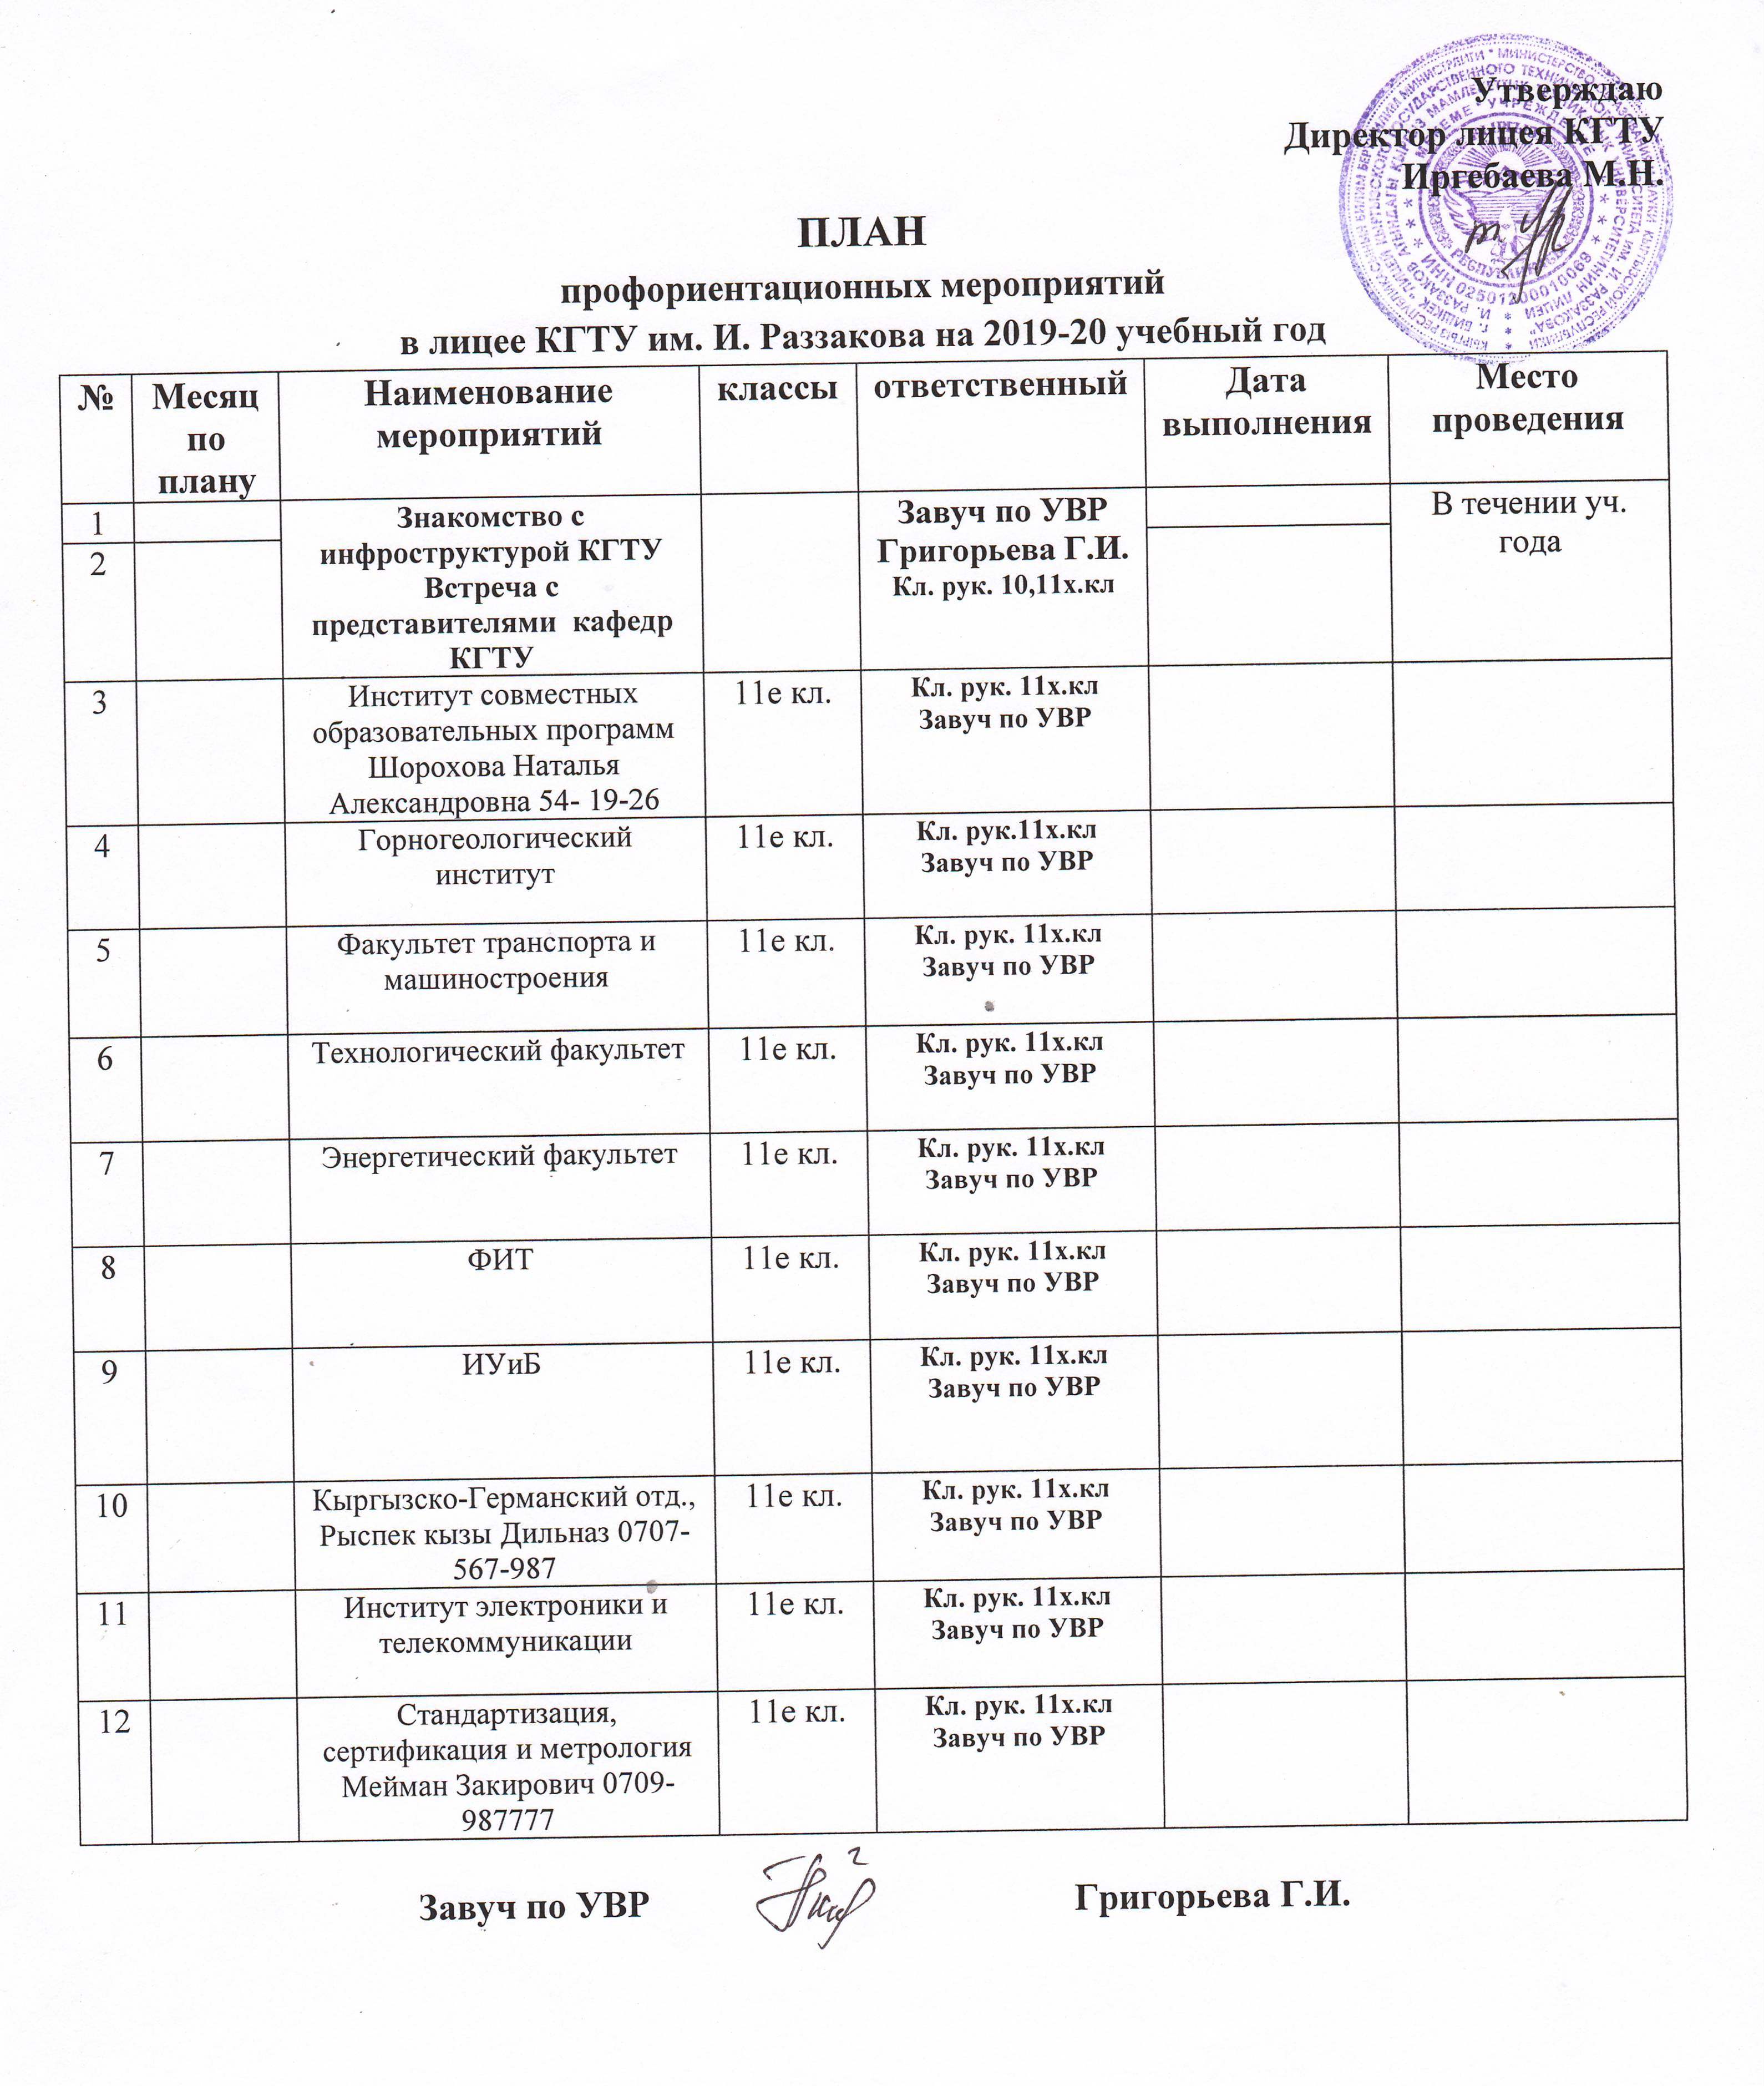 Утверждаю
Директор лицея КГТУ
Иргебаева М.Н.
ПЛАН
профориентационных мероприятий
в лицее КГТУ им. И. Раззакова на 2019-20 учебный год
№ Месяц по плану Наименование мероприятий классы ответственный Дата выполнения Место проведения
1
2
Знакомство с
инфроструктурой КГТУ
Встреча с
представителями кафедр
КГТУ
Завуч по УВР
Григорьева Г.И.
Кл. рук. 10,11х.кл
В течении уч.
года
3
Институт совместных
образовательных программ
Шорохова Наталья
Александровна 54- 19-26
11е кл.
Кл. рук. 11х.кл
Завуч по УВР
4
Горногеологический
институт
11е кл.
Кл. рук.11х.кл
Завуч по УВР
5
Факультет транспорта и
машиностроения
11е кл.
Кл. рук. 11х.кл
Завуч по УВР
6
Технологический факультет
11е кл.
Кл. рук. 11х.кл
Завуч по УВР
7
Энергетический факультет
11е кл.
Кл. рук. 11х.кл
Завуч по УВР
8
ФИТ
11е кл.
Кл. рук. 11х.кл
Завуч по УВР
9
ИУиБ
11е кл.
Кл. рук. 11х.кл
Завуч по УВР
10
Кыргызско-Германский отд.,
Рыспек кызы Дильназ 0707-
567-987
11е кл.
Кл. рук. 11х.кл
Завуч по УВР
11
Институт электроники и
телекоммуникации
11е кл.
Кл. рук. 11х.кл
Завуч по УВР
12
Стандартизация,
сертификация и метрология
Мейман Закирович 0709-
987777
11е кл.
Кл. рук. 11х.кл
Завуч по УВР
Завуч по УВР Григорьева Г.И.